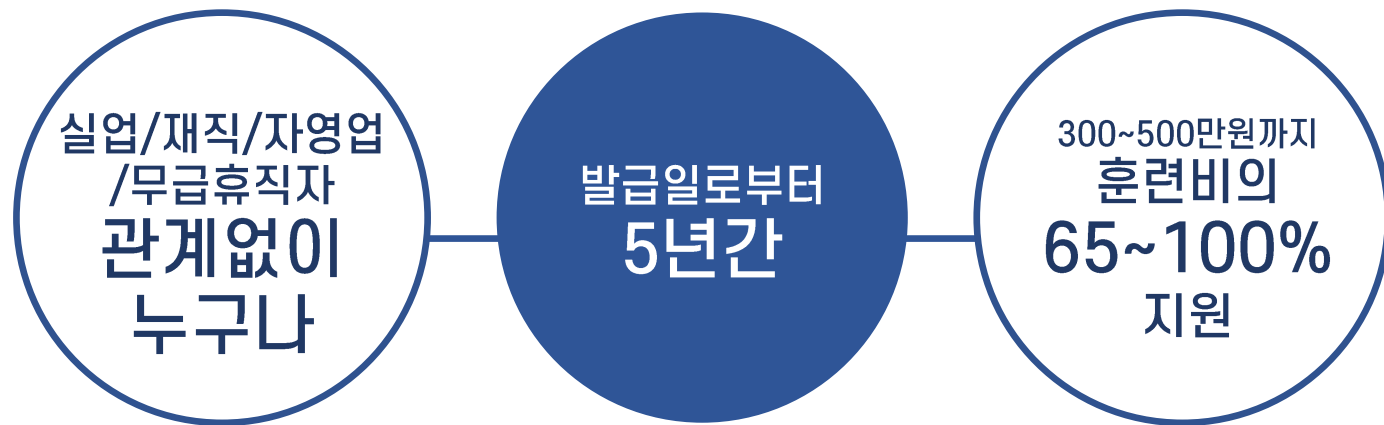 실업/재직/자영업
/무급휴직자
관계없이
누구나
발급일로부터
5년간
300~500만원까지
훈련비의
65~100%
지원